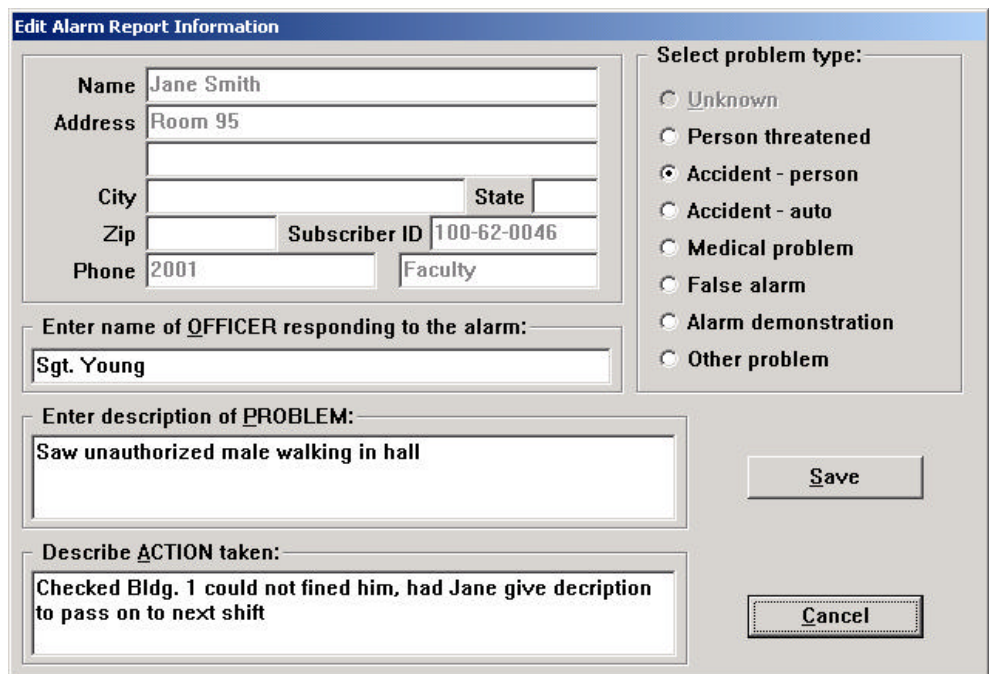 Edit Alarm Report Information
Name Jane Smith
Address Room 95
City State
Zip Subscriber ID 100-62-0046
Phone 2001 Faculty
Select problem type:
Unknown
Person threatened
Accident - person
Accident - auto
Medical problem
False alarm
Alarm demonstration
Other problem
Enter name of OFFICER responding to the alarm:
Sgt. Young
Enter description of PROBLEM:
Saw unauthorized male walking in hall
Save
Describe ACTION taken:
Checked Bldg. 1 could not fined him, had Jane give decription
to pass on to next shift
Cancel